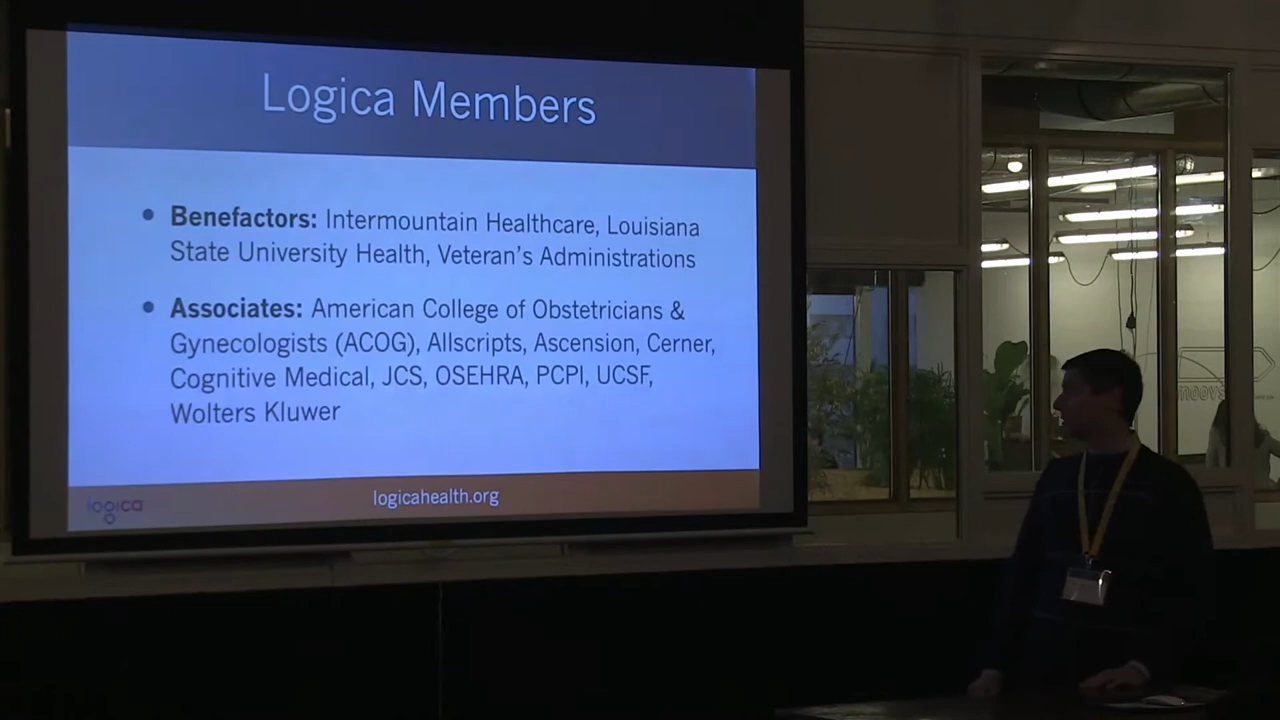 Logica Members
• Benefactors: Intermountain Healthcare, Louisiana
State University Health, Veteran's Administrations
• Associates: American College of Obstetricians &
Gynecologists (ACOG), Allscripts, Ascension, Cerner,
Cognitive Medical, JCS, OSEHRA, PCPI, UCSF,
Wolters Kluwer
logica
logicahealth.org